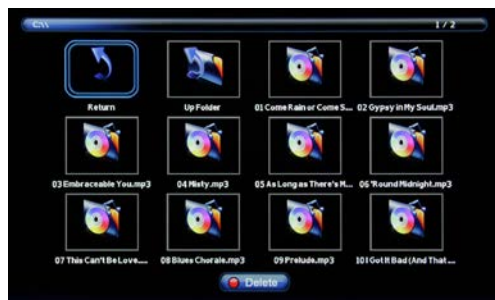 C:\\
1 / 2
Return
Up Folder
01 Come Rain or Come S...
02 Gypsy in My Soul.mp3
03 Embraceable You.mp3
04 Misty.mp3
05 As Long as There's M...
06 'Round Midnight.mp3
07 This Can't Be Love....
08 Blues Chorale.mp3
09 Prelude.mp3
10 I Got It Bad (And That ...
Delete